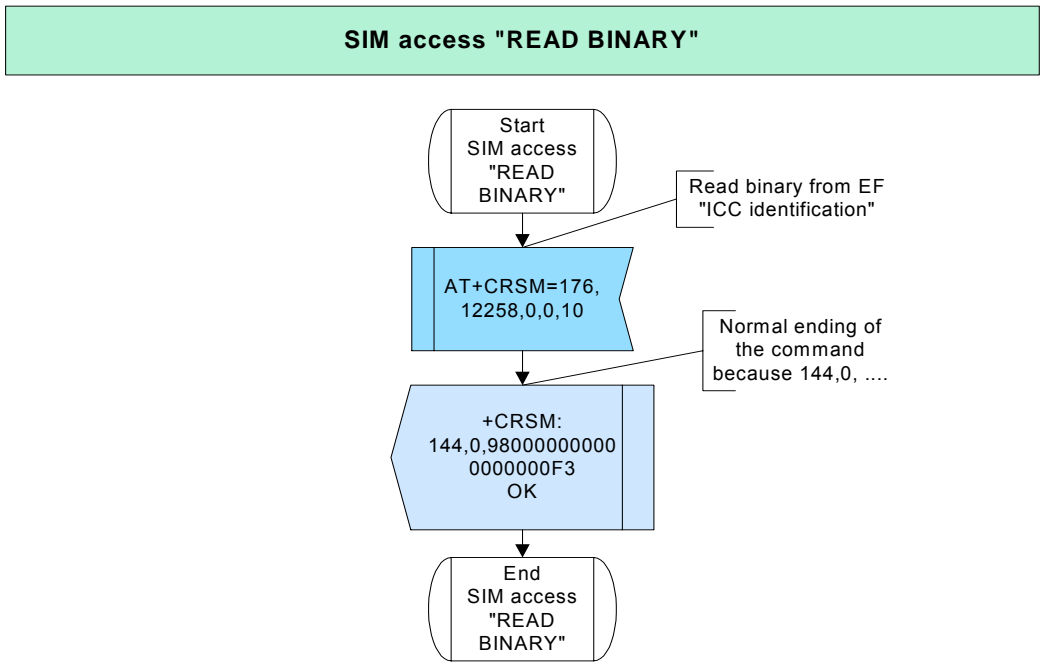 SIM access "READ BINARY"
Start
SIM access
"READ
BINARY"
Read binary from EF
"ICC identification"
AT+CRSM=176,
12258,0,0,10
Normal ending of
the command
because 144,0, ....
+CRSM:
144,0,98000000000
0000000F3
OK
End
SIM access
"READ
BINARY"